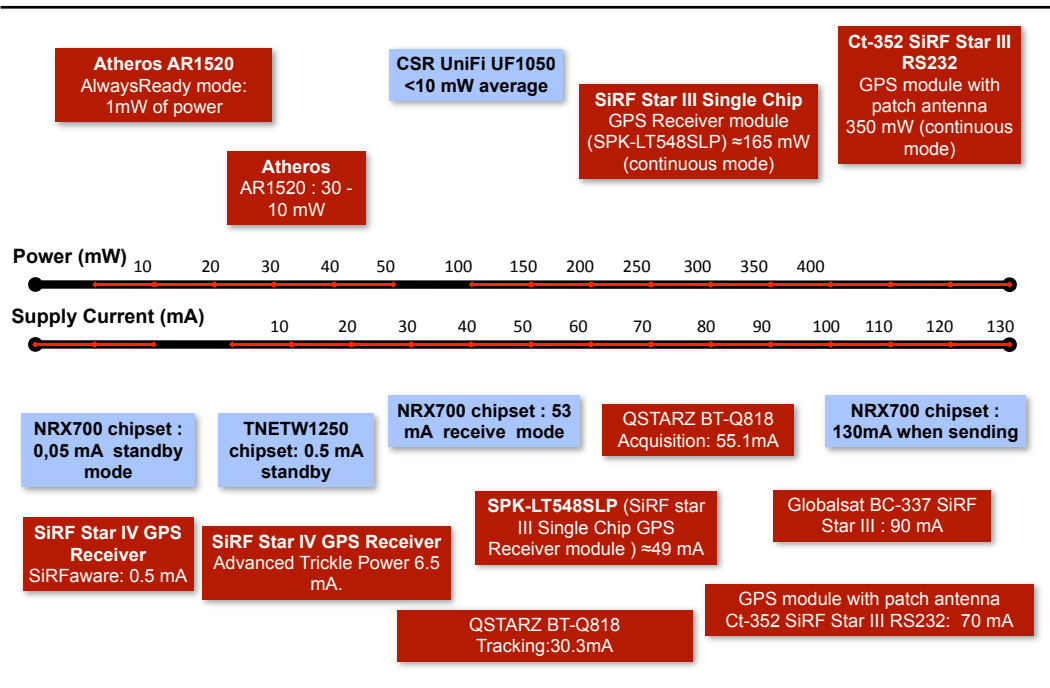 Atheros AR1520
AlwaysReady mode:
1mW of power
CSR UniFi UF1050
<10 mW average
Ct-352 SiRF Star III
RS232
GPS module with
patch antenna
350 mW (continuous
mode)
SiRF Star III Single Chip
GPS Receiver module
(SPK-LT548SLP) ≈165 mW
(continuous mode)
Atheros
AR1520 : 30 -
10 mW
Power (mW) 10 20 30 40 50 100 150 200 250 300 350 400
Supply Current (mA) 10 20 30 40 50 60 70 80 90 100 110 120 130
NRX700 chipset :
0,05 mA standby
mode
TNETW1250
chipset: 0.5 mA
standby
NRX700 chipset : 53
mA receive mode
QSTARZ BT-Q818
Acquisition: 55.1mA
NRX700 chipset :
130mA when sending
SiRF Star IV GPS
Receiver
SiRFaware: 0.5 mA
SiRF Star IV GPS Receiver
Advanced Trickle Power 6.5
mA.
SPK-LT548SLP (SiRF star
III Single Chip GPS
Receiver module ) ≈49 mA
Globalsat BC-337 SiRF
Star III : 90 mA
QSTARZ BT-Q818
Tracking:30.3mA
GPS module with patch antenna
Ct-352 SiRF Star III RS232: 70 mA